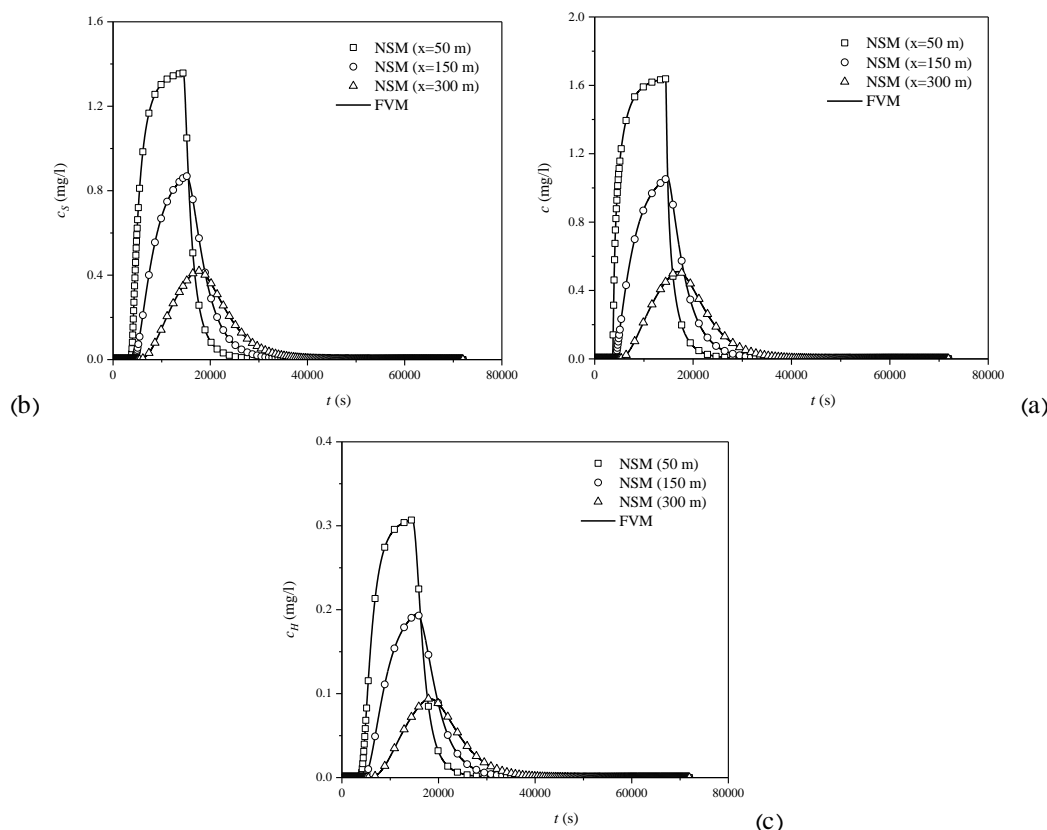 1.6
1.2
0.8
0.4
0.0
0
20000
40000
60000
80000
c_S (mg/l)
t (s)
NSM (x=50 m)
NSM (x=150 m)
NSM (x=300 m)
FVM
(b)
2.0
1.6
1.2
0.8
0.4
0.0
0
20000
40000
60000
80000
c (mg/l)
t (s)
NSM (x=50 m)
NSM (x=150 m)
NSM (x=300 m)
FVM
(a)
0.4
0.3
0.2
0.1
0.0
0
20000
40000
60000
80000
c_H (mg/l)
t (s)
NSM (50 m)
NSM (150 m)
NSM (300 m)
FVM
(c)